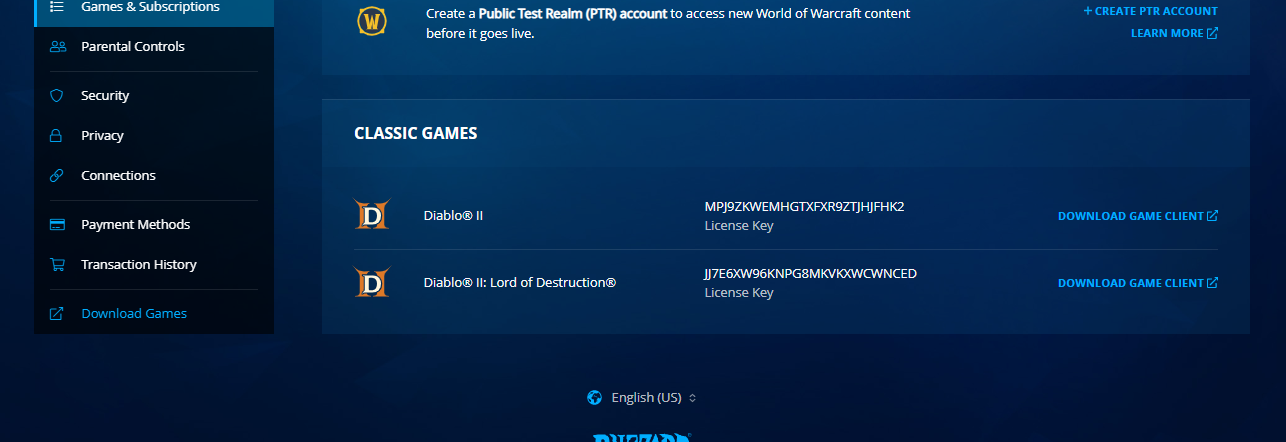 Games & Subscriptions
Parental Controls
Security
Privacy
Connections
Payment Methods
Transaction History
Download Games
W
Create a Public Test Realm (PTR) account to access new World of Warcraft content
before it goes live.
+ CREATE PTR ACCOUNT
LEARN MORE
CLASSIC GAMES
D
Diablo® II
MPJ9ZKWEMHGTXFXR9ZTJHJFHK2
License Key
DOWNLOAD GAME CLIENT
D
Diablo® II: Lord of Destruction®
JJ7E6XW96KNPG8MKVKXWCWNCED
License Key
DOWNLOAD GAME CLIENT
English (US)